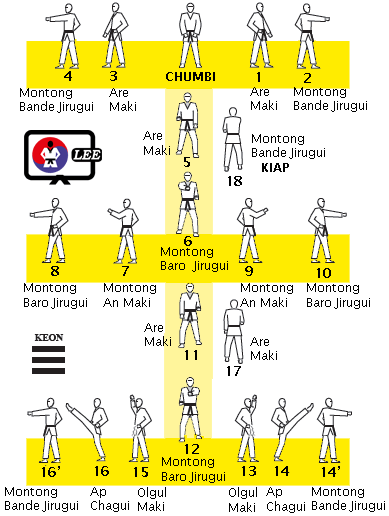 4 3 CHUMBI 1 2
Montong Are Are Montong
Bande Jirugui Maki Maki Bande Jirugui
Are
Maki
5
Montong
Bande Jirugui
KIAP
18
LEE
6
8 7 Montong 9 10
Baro Jirugui
Montong Montong Montong Montong
Baro Jirugui An Maki An Maki Baro Jirugui
Are
Maki
11
Are
Maki
17
KEON
12
16’ 16 15 Montong 13 14 14’
Baro Jirugui
Montong Ap Olgul Olgul Ap Montong
Bande Jirugui Chagui Maki Maki Chagui Bande Jirugui